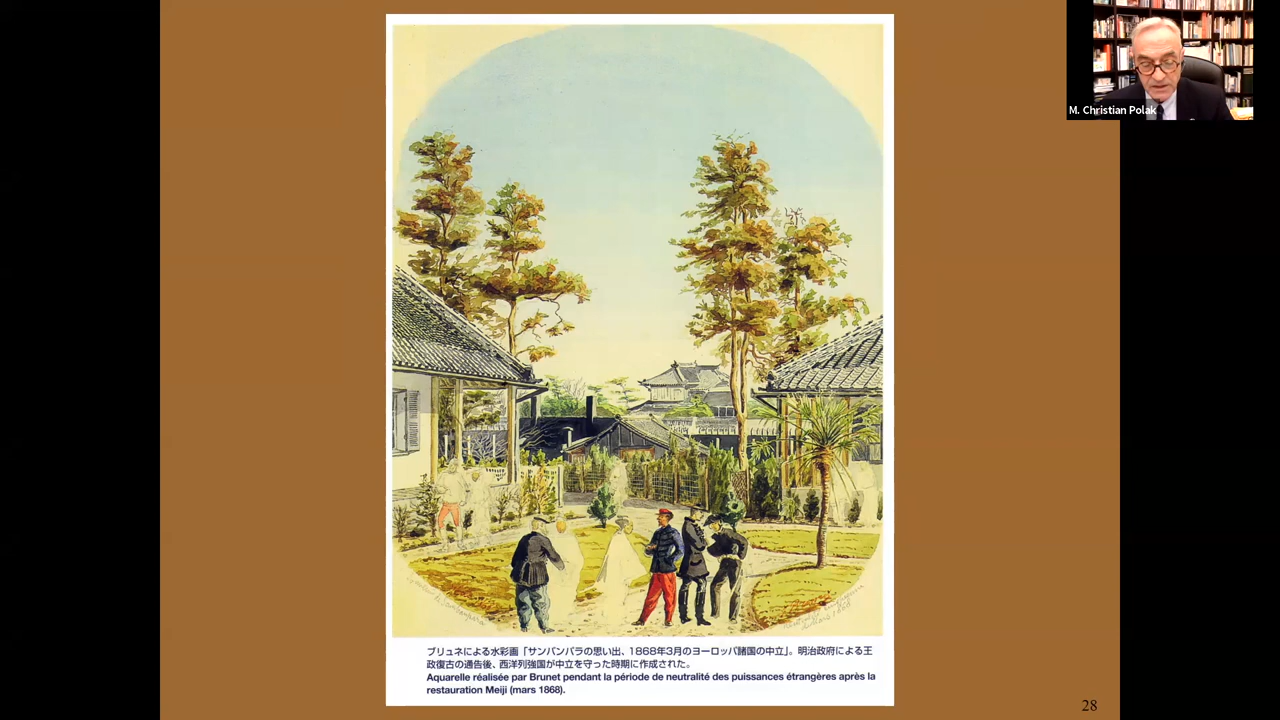 M. Christian Polak
ブリュネによる水彩画「サンバンバラの思い出、1868年3月のヨーロッパ諸国の中立」。明治政府による王
政復古の通告後、西洋列強国が中立を守った時期に作成された。
Aquarelle réalisée par Brunet pendant la période de neutralité des puissances étrangères après la
restauration Meiji (mars 1868).
28